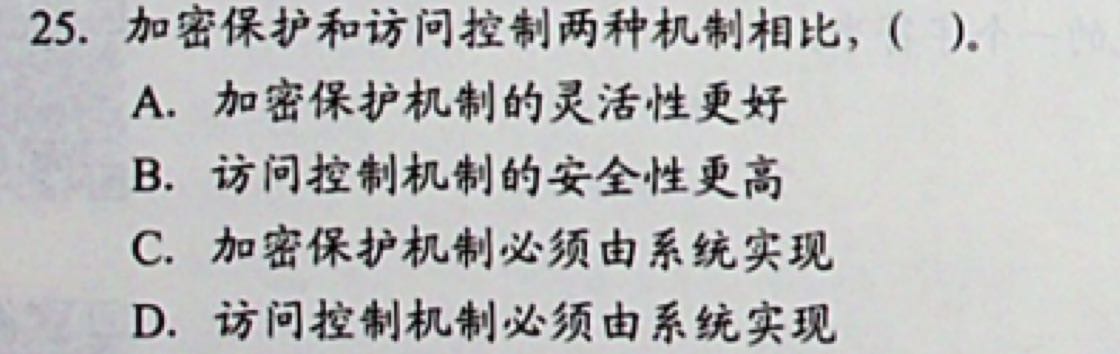 25. 加密保护和访问控制两种机制相比，( )。
A. 加密保护机制的灵活性更好
B. 访问控制机制的安全性更高
C. 加密保护机制必须由系统实现
D. 访问控制机制必须由系统实现